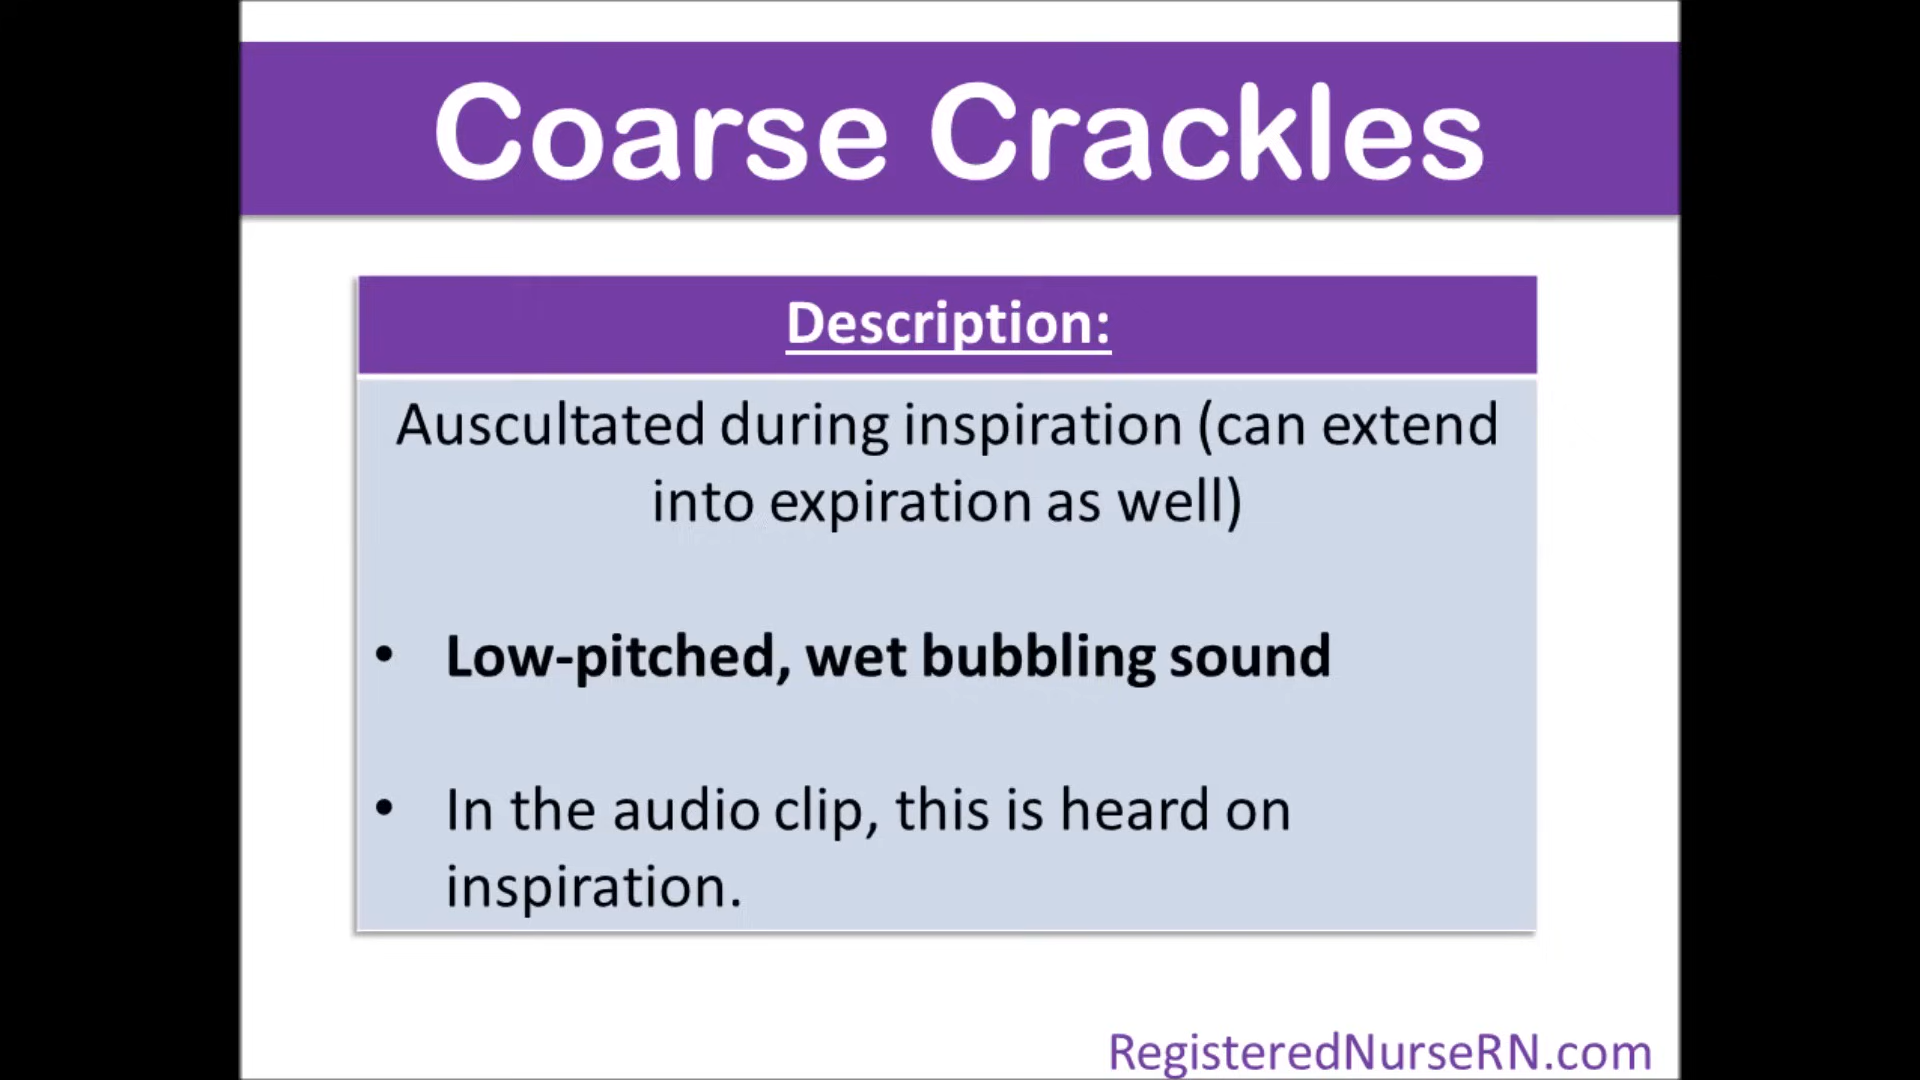 Coarse Crackles
Description:
Auscultated during inspiration (can extend
into expiration as well)
• Low-pitched, wet bubbling sound
• In the audio clip, this is heard on
inspiration.
RegisteredNurseRN.com